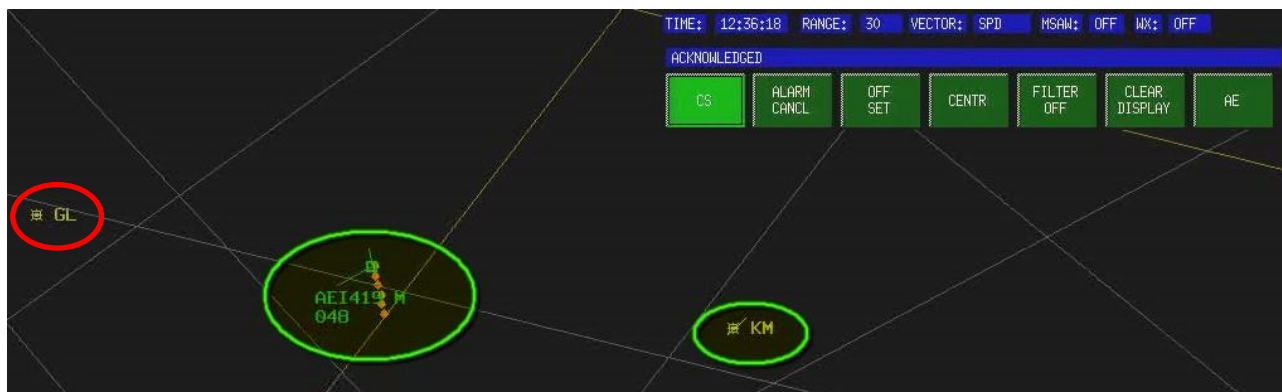 TIME: 12:36:18 RANGE: 30 VECTOR: SPD MSAW: OFF WX: OFF
ACKNOWLEDGED
CS
ALARM CANCL
OFF SET
CENTR
FILTER OFF
CLEAR DISPLAY
AE
GL
AEI419 M
048
KM